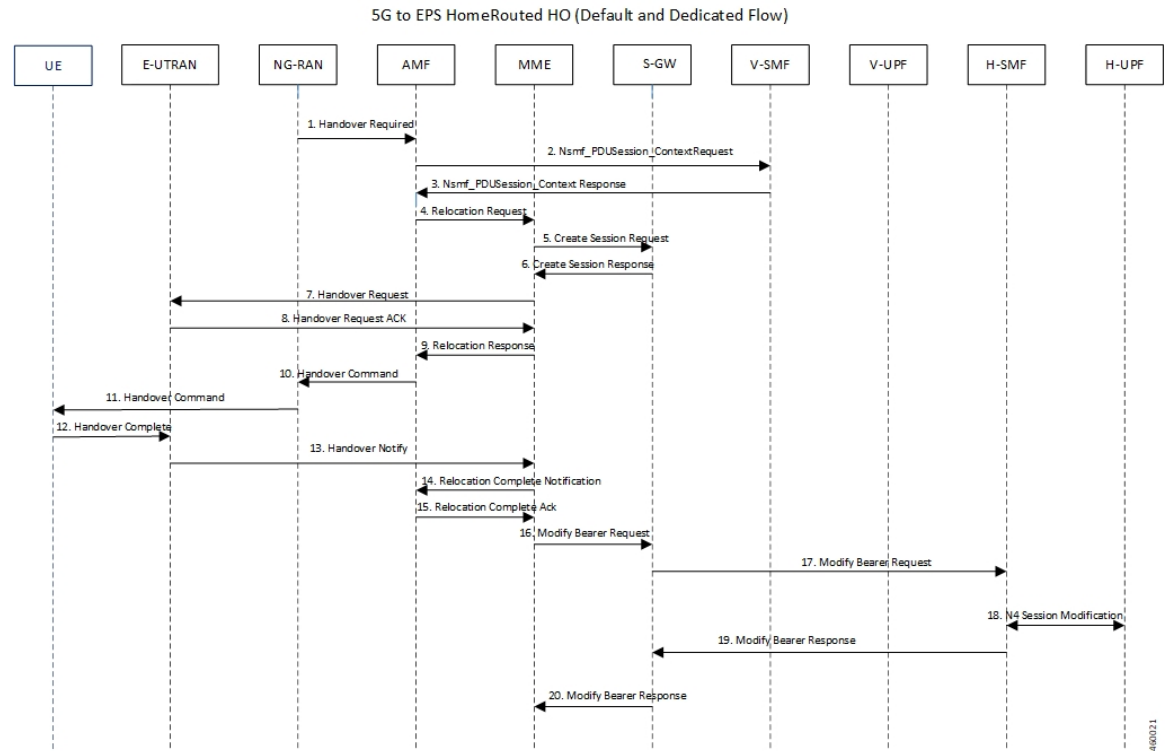 5G to EPS HomeRouted HO (Default and Dedicated Flow)
UE
E-UTRAN
NG-RAN
AMF
MME
S-GW
V-SMF
V-UPF
H-SMF
H-UPF
1. Handover Required
2. Nsmf_PDUSession_ContextRequest
3. Nsmf_PDUSession_Context Response
4. Relocation Request
5. Create Session Request
6. Create Session Response
7. Handover Request
8. Handover Request ACK
9. Relocation Response
10. Handover Command
11. Handover Command
12. Handover Complete
13. Handover Notify
14. Relocation Complete Notification
15. Relocation Complete Ack
16. Modify Bearer Request
17. Modify Bearer Request
18. N4 Session Modification
19. Modify Bearer Response
20. Modify Bearer Response
460021